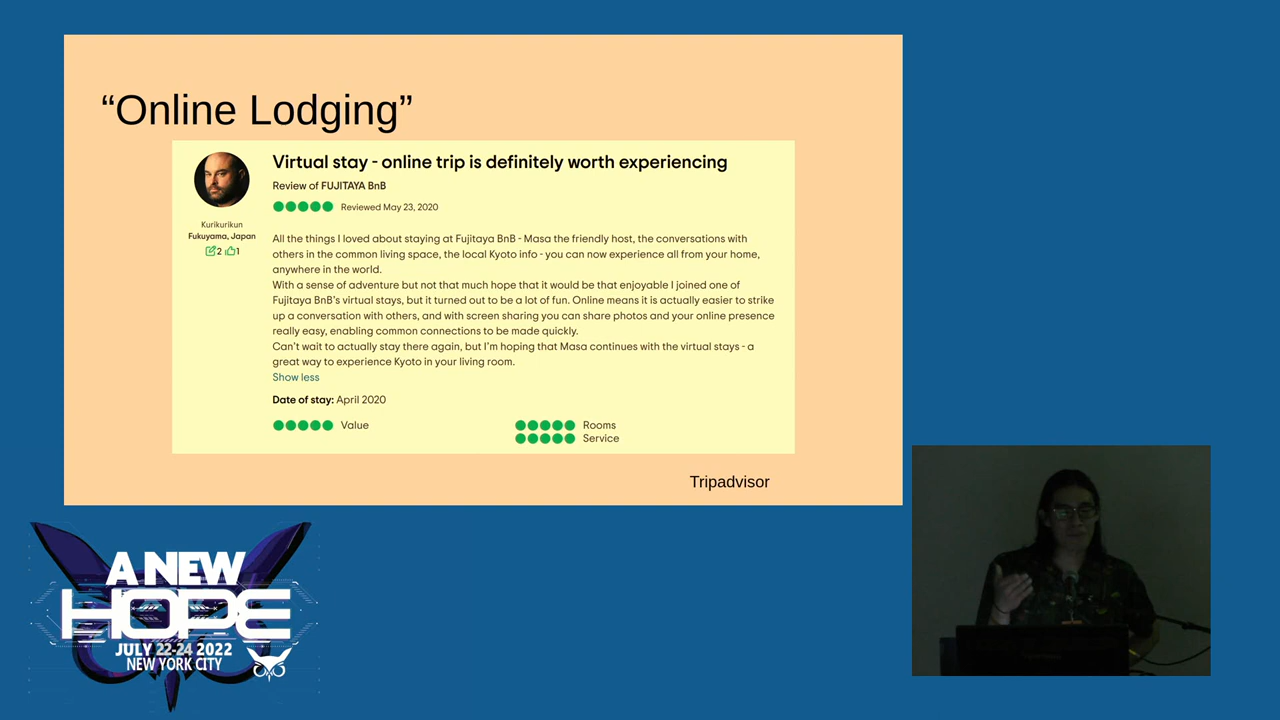 “Online Lodging”
Virtual stay - online trip is definitely worth experiencing
Review of FUJITAYA BnB
Reviewed May 23, 2020
Kurikurikun
Fukuyama, Japan
2 1
All the things I loved about staying at Fujitaya BnB - Masa the friendly host, the conversations with
others in the common living space, the local Kyoto info - you can now experience all from your home,
anywhere in the world.
With a sense of adventure but not that much hope that it would be that enjoyable I joined one of
Fujitaya BnB’s virtual stays, but it turned out to be a lot of fun. Online means it is actually easier to strike
up a conversation with others, and with screen sharing you can share photos and your online presence
really easy, enabling common connections to be made quickly.
Can’t wait to actually stay there again, but I’m hoping that Masa continues with the virtual stays - a
great way to experience Kyoto in your living room.
Show less
Date of stay: April 2020
Value
Rooms
Service
Tripadvisor
A NEW
HOPE
JULY 22-24 2022
NEW YORK CITY